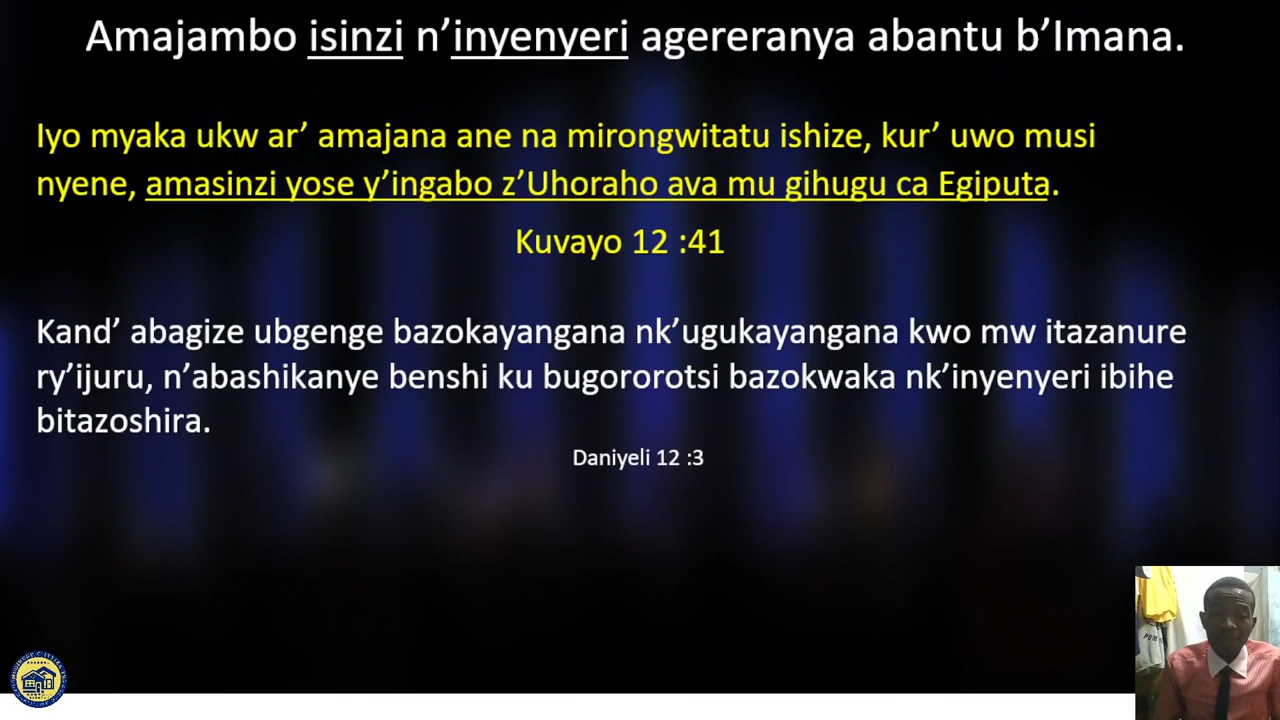 Amajambo isinzi n’inyenyeri agereranya abantu b’Imana.
Iyo myaka ukw ar’ amajana ane na mirongwitatu ishize, kur’ uwo musi
nyene, amasinzi yose y’ingabo z’Uhoraho ava mu gihugu ca Egiputa.
Kuvayo 12 :41
Kand’ abagize ubgenge bazokayangana nk’ugukayangana kwo mw itazanure
ry’ijuru, n’abashikanye benshi ku bugororotsi bazokwaka nk’inyenyeri ibihe
bitazoshira.
Daniyeli 12 :3